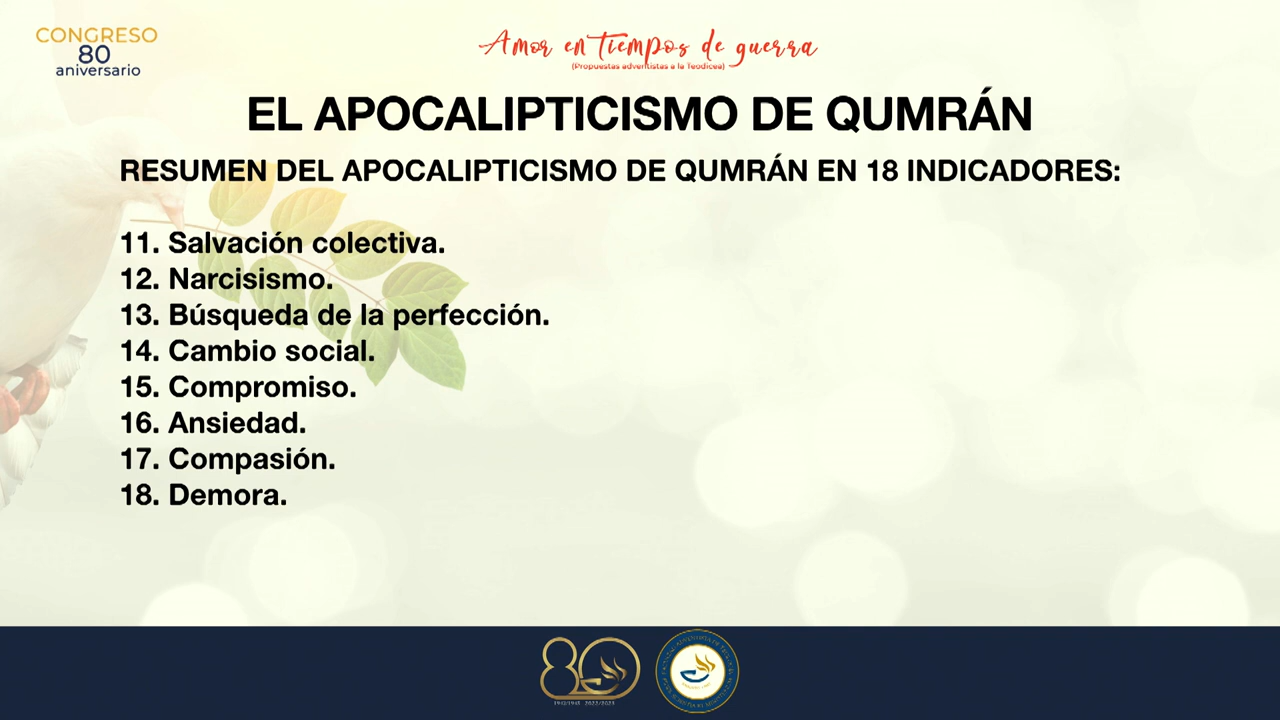 CONGRESO
80
aniversario
Amor en Tiempos de guerra
(Propuestas adventistas a la Teodicea)
EL APOCALIPTICISMO DE QUMRÁN
RESUMEN DEL APOCALIPTICISMO DE QUMRÁN EN 18 INDICADORES:
11. Salvación colectiva.
12. Narcisismo.
13. Búsqueda de la perfección.
14. Cambio social.
15. Compromiso.
16. Ansiedad.
17. Compasión.
18. Demora.
80